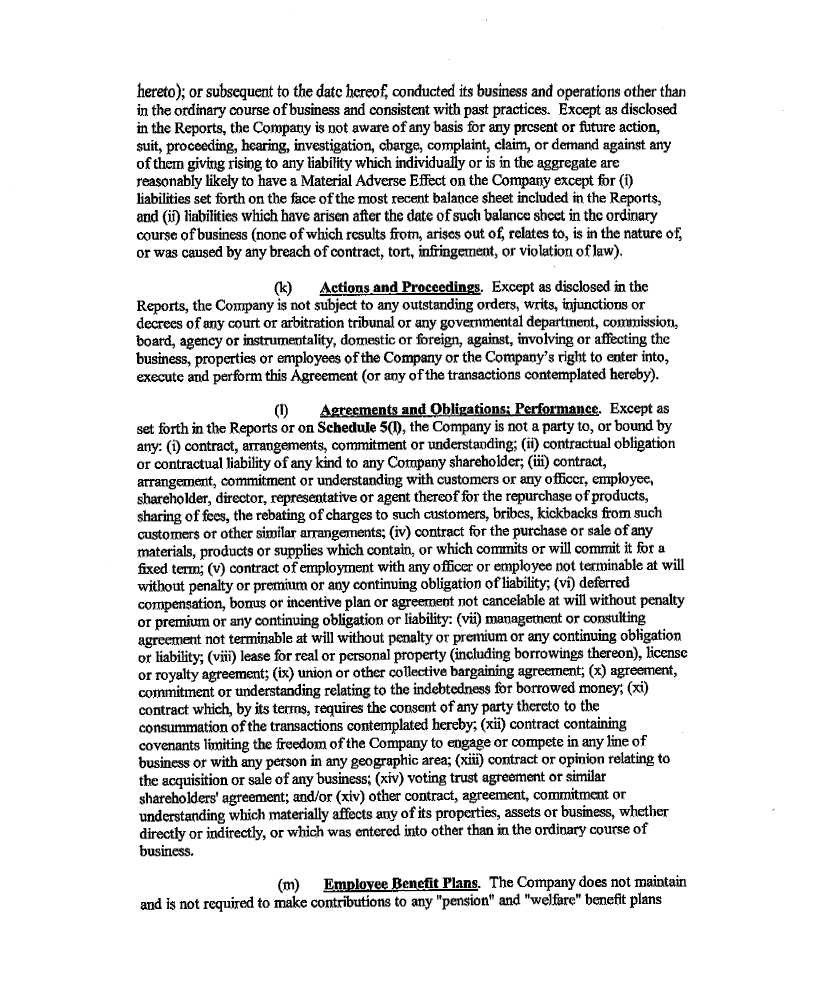 hereto); or subsequent to the date hereof, conducted its business and operations other than
in the ordinary course of business and consistent with past practices. Except as disclosed
in the Reports, the Company is not aware of any basis for any present or future action,
suit, proceeding, hearing, investigation, charge, complaint, claim, or demand against any
of them giving rising to any liability which individually or is in the aggregate are
reasonably likely to have a Material Adverse Effect on the Company except for (i)
liabilities set forth on the face of the most recent balance sheet included in the Reports,
and (ii) liabilities which have arisen after the date of such balance sheet in the ordinary
course of business (none of which results from, arises out of, relates to, is in the nature of,
or was caused by any breach of contract, tort, infringement, or violation of law).
(k) Actions and Proceedings. Except as disclosed in the
Reports, the Company is not subject to any outstanding orders, writs, injunctions or
decrees of any court or arbitration tribunal or any governmental department, commission,
board, agency or instrumentality, domestic or foreign, against, involving or affecting the
business, properties or employees of the Company or the Company's right to enter into,
execute and perform this Agreement (or any of the transactions contemplated hereby).
(l) Agreements and Obligations; Performance. Except as
set forth in the Reports or on Schedule 5(l), the Company is not a party to, or bound by
any: (i) contract, arrangements, commitment or understanding; (ii) contractual obligation
or contractual liability of any kind to any Company shareholder; (iii) contract,
arrangement, commitment or understanding with customers or any officer, employee,
shareholder, director, representative or agent thereof for the repurchase of products,
sharing of fees, the rebating of charges to such customers, bribes, kickbacks from such
customers or other similar arrangements; (iv) contract for the purchase or sale of any
materials, products or supplies which contain, or which commits or will commit it for a
fixed term; (v) contract of employment with any officer or employee not terminable at will
without penalty or premium or any continuing obligation of liability; (vi) deferred
compensation, bonus or incentive plan or agreement not cancelable at will without penalty
or premium or any continuing obligation or liability: (vii) management or consulting
agreement not terminable at will without penalty or premium or any continuing obligation
or liability; (viii) lease for real or personal property (including borrowings thereon), license
or royalty agreement; (ix) union or other collective bargaining agreement; (x) agreement,
commitment or understanding relating to the indebtedness for borrowed money; (xi)
contract which, by its terms, requires the consent of any party thereto to the
consummation of the transactions contemplated hereby; (xii) contract containing
covenants limiting the freedom of the Company to engage or compete in any line of
business or with any person in any geographic area; (xiii) contract or opinion relating to
the acquisition or sale of any business; (xiv) voting trust agreement or similar
shareholders' agreement; and/or (xiv) other contract, agreement, commitment or
understanding which materially affects any of its properties, assets or business, whether
directly or indirectly, or which was entered into other than in the ordinary course of
business.
(m) Employee Benefit Plans. The Company does not maintain
and is not required to make contributions to any "pension" and "welfare" benefit plans